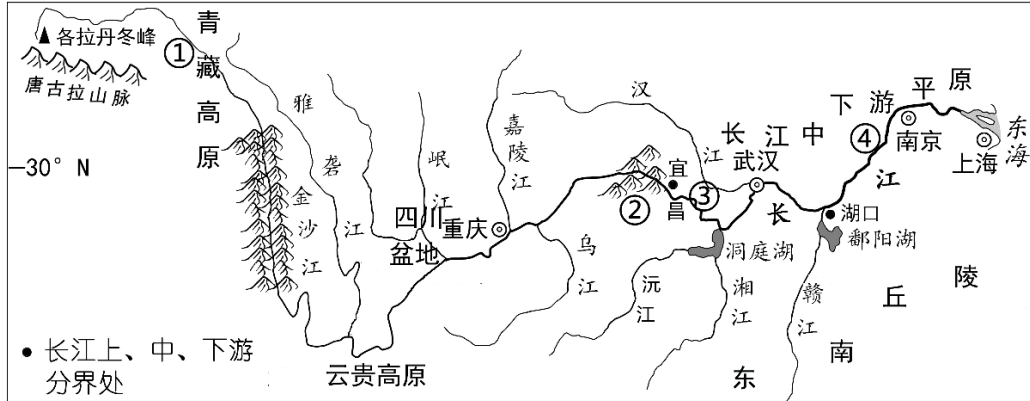 各拉丹冬峰
唐古拉山脉
①
青藏高原
30° N
雅砻江
金沙江
岷江
四川盆地
嘉陵江
重庆
云贵高原
乌江
②
宜昌
③
汉江
武汉
长江中下游平原
④
南京
上海
东海
长江
湖口
鄱阳湖
洞庭湖
沅江
湘江
赣江
东南丘陵
长江上、中、下游
分界处